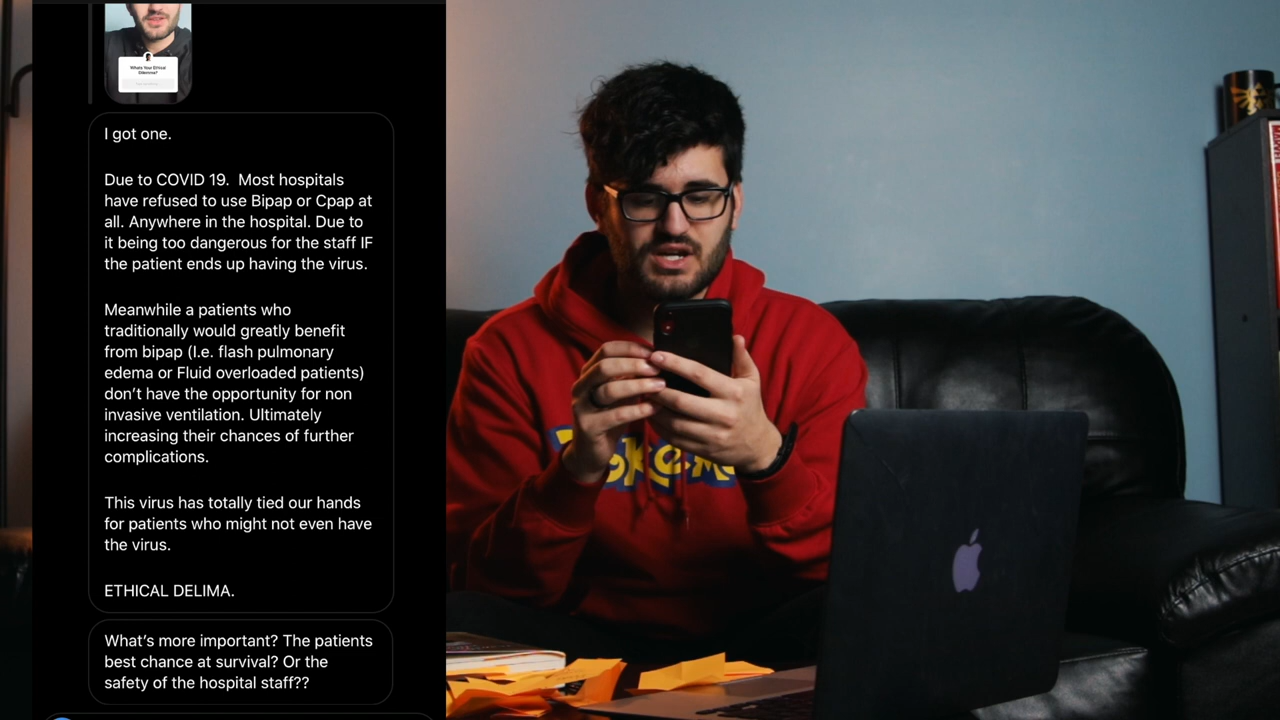 What's Your Ethical
Dilemma?
I got one.
Due to COVID 19.  Most hospitals
have refused to use Bipap or Cpap at
all. Anywhere in the hospital. Due to
it being too dangerous for the staff IF
the patient ends up having the virus.
Meanwhile a patients who
traditionally would greatly benefit
from bipap (I.e. flash pulmonary
edema or Fluid overloaded patients)
don’t have the opportunity for non
invasive ventilation. Ultimately
increasing their chances of further
complications.
This virus has totally tied our hands
for patients who might not even have
the virus.
ETHICAL DELIMA.
What’s more important? The patients
best chance at survival? Or the
safety of the hospital staff??